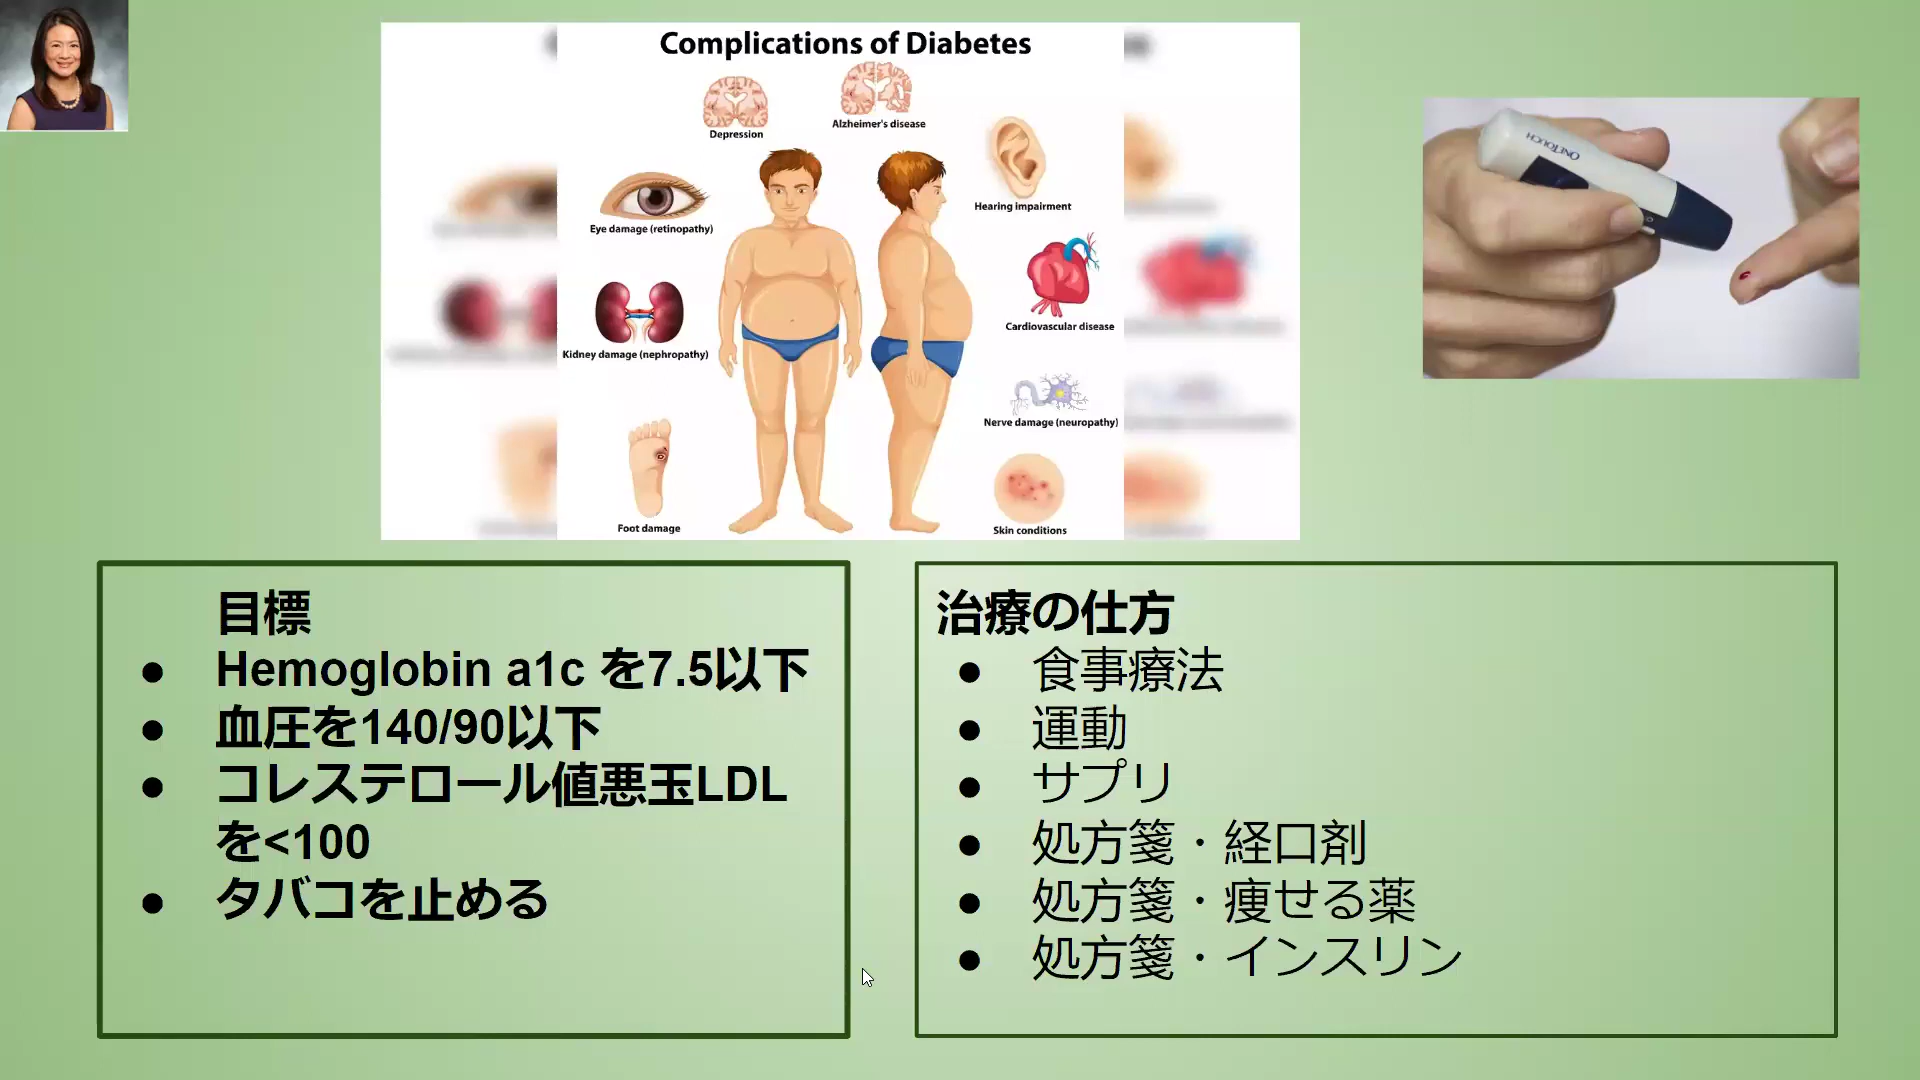 Complications of Diabetes
Depression
Alzheimer's disease
Hearing impairment
Eye damage (retinopathy)
Cardiovascular disease
Kidney damage (nephropathy)
Nerve damage (neuropathy)
Foot damage
Skin conditions
ONETOUCH
目標
● Hemoglobin a1c を7.5以下
● 血圧を140/90以下
● コレステロール値悪玉LDL
を<100
● タバコを止める
治療の仕方
● 食事療法
● 運動
● サプリ
● 処方箋・経口剤
● 処方箋・痩せる薬
● 処方箋・インスリン